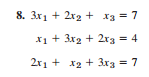 8. 3x₁ + 2x₂ + x₃ = 7
x₁ + 3x₂ + 2x₃ = 4
2x₁ + x₂ + 3x₃ = 7